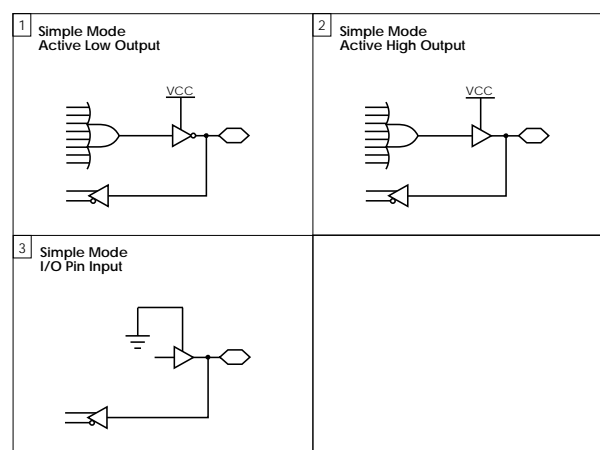 1
Simple Mode
Active Low Output
VCC
2
Simple Mode
Active High Output
VCC
3
Simple Mode
I/O Pin Input